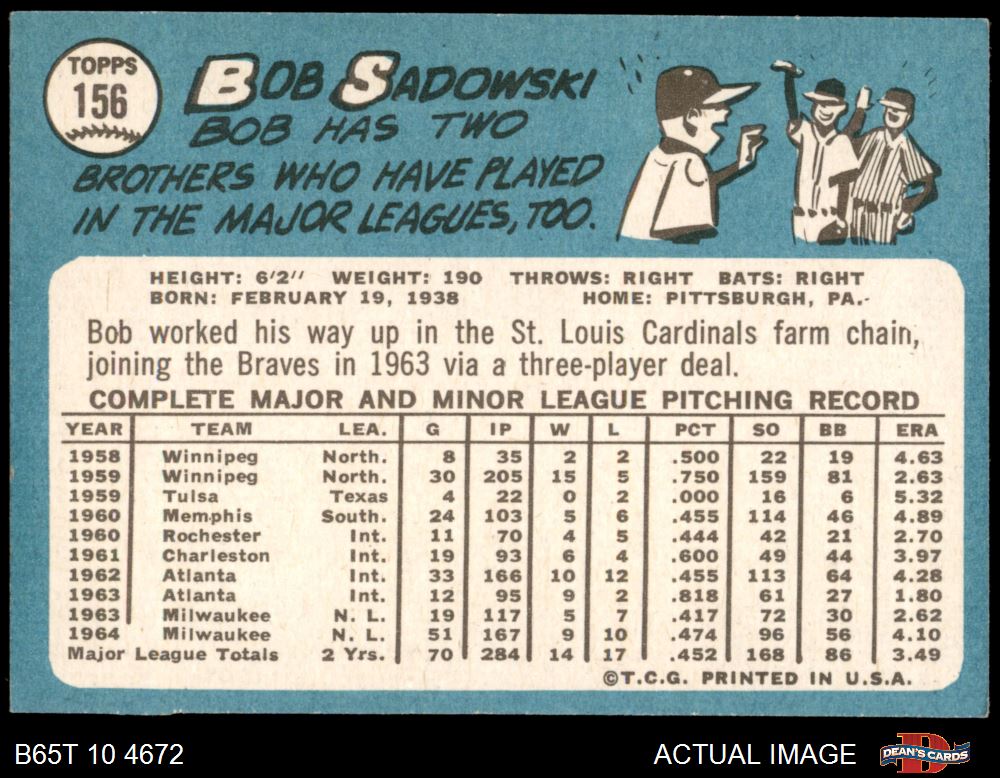 TOPPS
156
BOB SADOWSKI
BOB HAS TWO
BROTHERS WHO HAVE PLAYED
IN THE MAJOR LEAGUES, TOO.
HEIGHT: 6'2" WEIGHT: 190 THROWS: RIGHT BATS: RIGHT
BORN: FEBRUARY 19, 1938 HOME: PITTSBURGH, PA.
Bob worked his way up in the St. Louis Cardinals farm chain,
joining the Braves in 1963 via a three-player deal.
COMPLETE MAJOR AND MINOR LEAGUE PITCHING RECORD
YEAR TEAM LEA. G IP W L PCT SO BB ERA
1958 Winnipeg North. 8 35 2 2 .500 22 19 4.63
1959 Winnipeg North. 30 205 15 5 .750 159 81 2.63
1959 Tulsa Texas 4 22 0 2 .000 16 6 5.32
1960 Memphis South. 24 103 5 6 .455 114 46 4.89
1960 Rochester Int. 11 70 4 5 .444 42 21 2.70
1961 Charleston Int. 19 93 6 4 .600 49 44 3.97
1962 Atlanta Int. 33 166 10 12 .455 113 64 4.28
1963 Atlanta Int. 12 95 9 2 .818 61 27 1.80
1963 Milwaukee N. L. 19 117 5 7 .417 72 30 2.62
1964 Milwaukee N. L. 51 167 9 10 .474 96 56 4.10
Major League Totals 2 Yrs. 70 284 14 17 .452 168 86 3.49
©T.C.G. PRINTED IN U.S.A.
B65T 10 4672 ACTUAL IMAGE DEAN'S CARDS